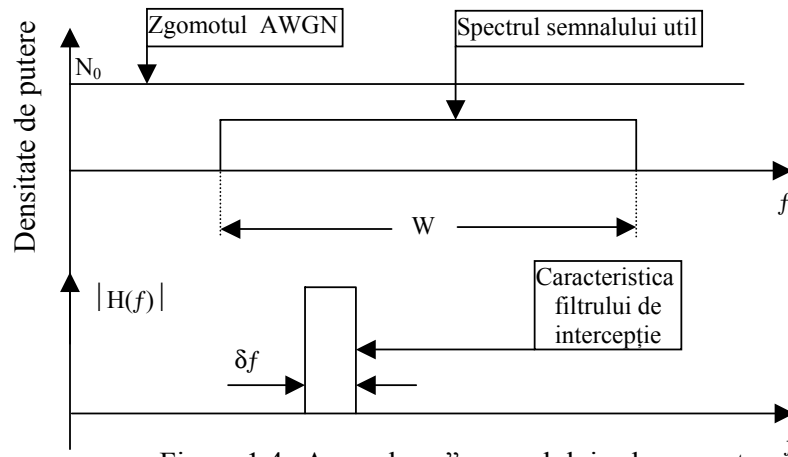 Zgomotul AWGN
Spectrul semnalului util
Densitate de putere
N₀
f
W
|H(f)|
Caracteristica
filtrului de
intercepție
δf